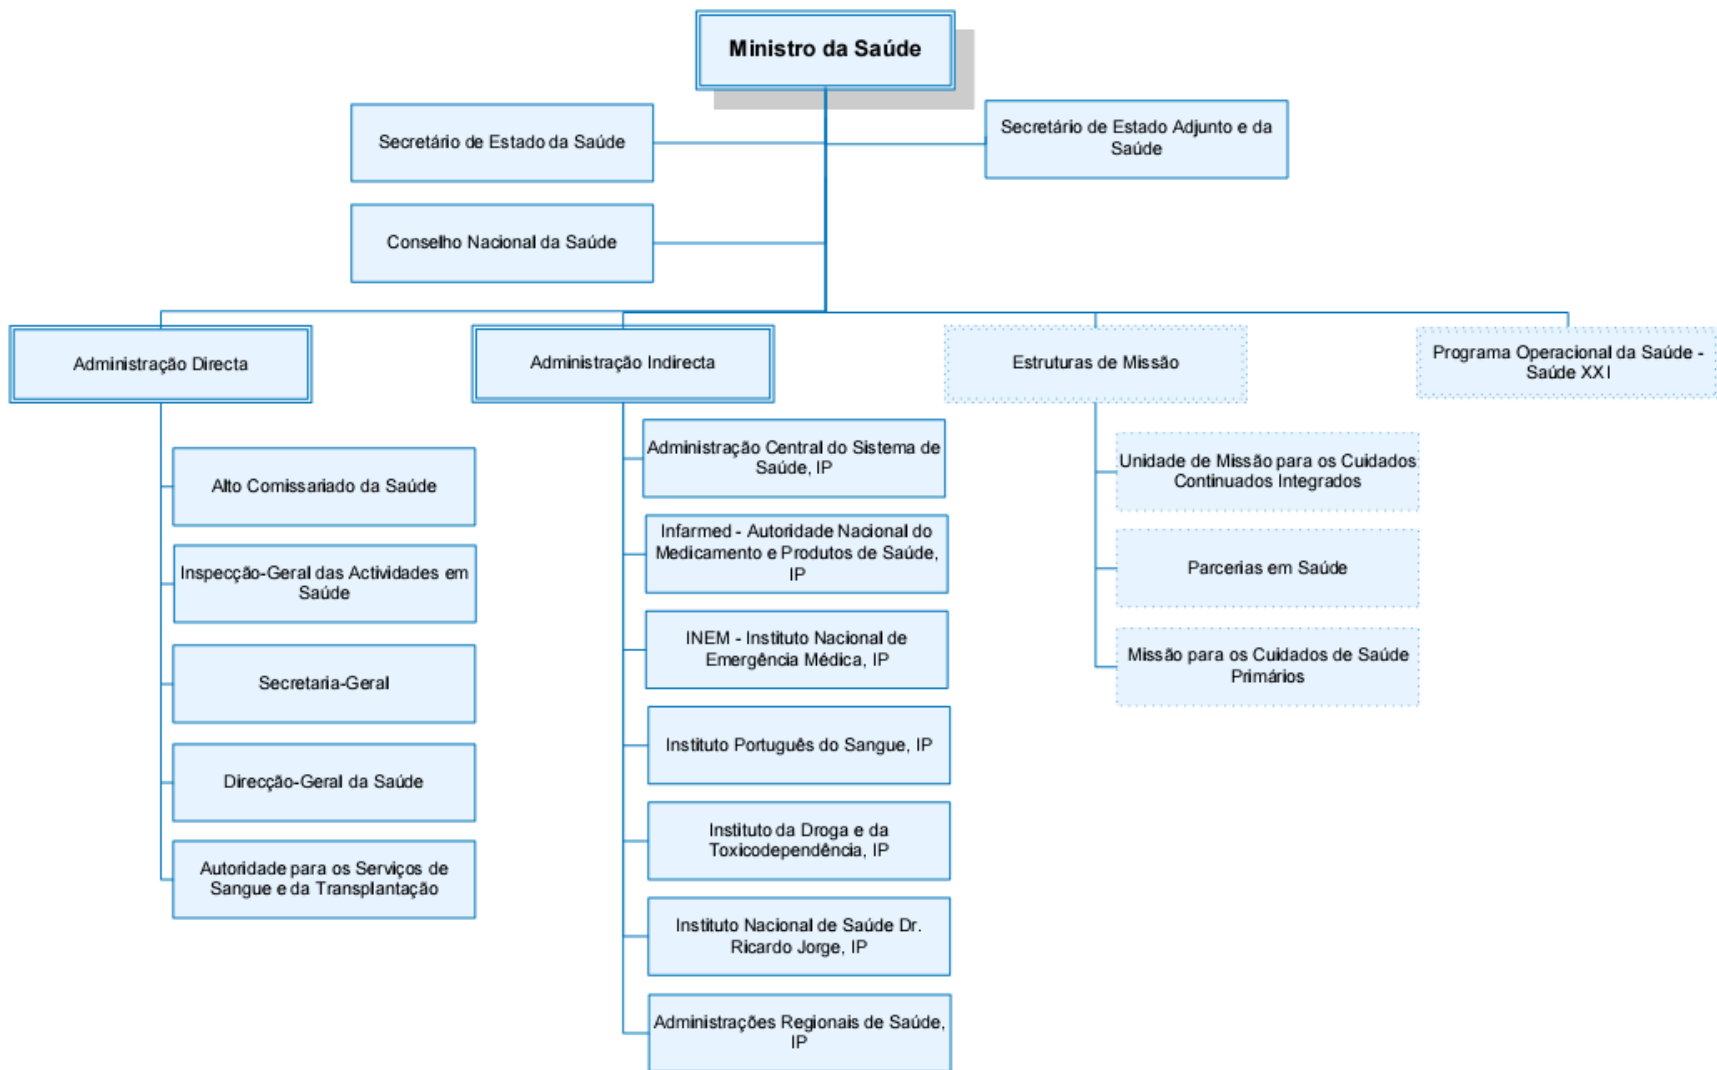 Ministro da Saúde
Secretário de Estado da Saúde
Secretário de Estado Adjunto e da
Saúde
Conselho Nacional da Saúde
Administração Directa
Administração Indirecta
Estruturas de Missão
Programa Operacional da Saúde -
Saúde XXI
Alto Comissariado da Saúde
Inspecção-Geral das Actividades em
Saúde
Secretaria-Geral
Direcção-Geral da Saúde
Autoridade para os Serviços de
Sangue e da Transplantação
Administração Central do Sistema de
Saúde, IP
Infarmed - Autoridade Nacional do
Medicamento e Produtos de Saúde,
IP
INEM - Instituto Nacional de
Emergência Médica, IP
Instituto Português do Sangue, IP
Instituto da Droga e da
Toxicodependência, IP
Instituto Nacional de Saúde Dr.
Ricardo Jorge, IP
Administrações Regionais de Saúde,
IP
Unidade de Missão para os Cuidados
Continuados Integrados
Parcerias em Saúde
Missão para os Cuidados de Saúde
Primários